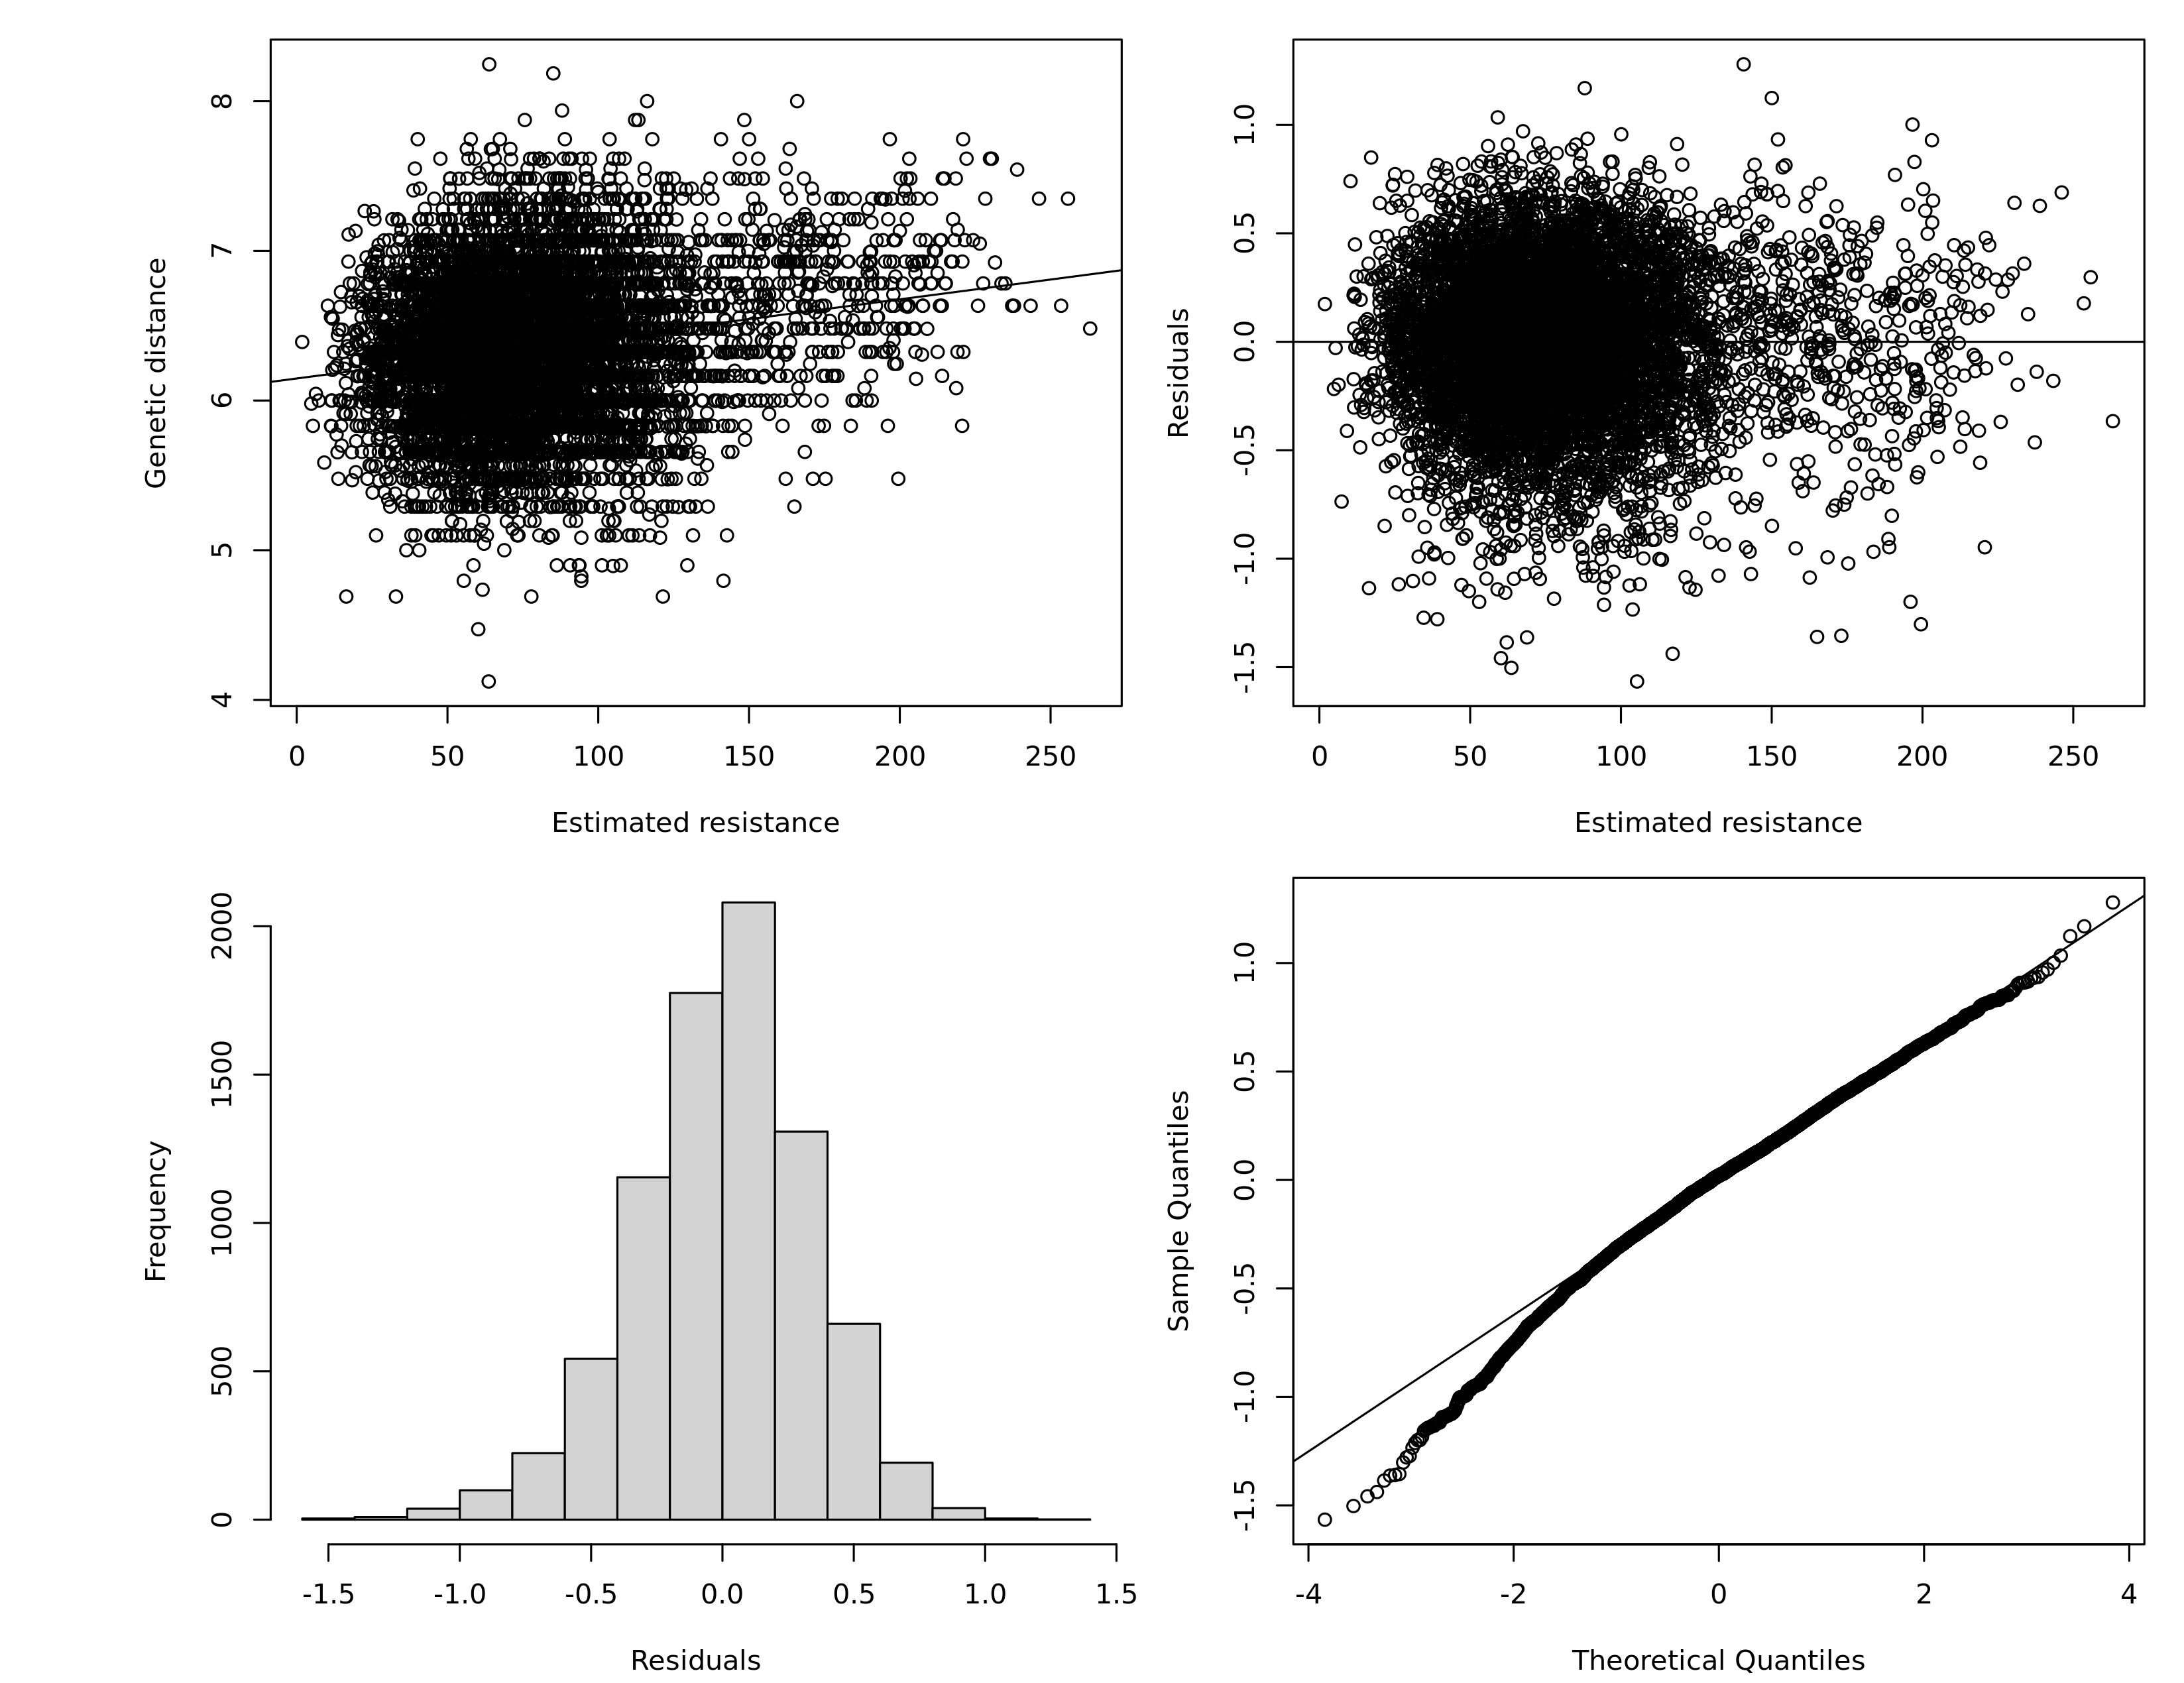 Genetic distance
8
7
6
5
4
0 50 100 150 200 250
Estimated resistance
Residuals
1.0
0.5
0.0
-0.5
-1.0
-1.5
0 50 100 150 200 250
Estimated resistance
Frequency
2000
1500
1000
500
0
-1.5 -1.0 -0.5 0.0 0.5 1.0 1.5
Residuals
Sample Quantiles
1.0
0.5
0.0
-0.5
-1.0
-1.5
-4 -2 0 2 4
Theoretical Quantiles